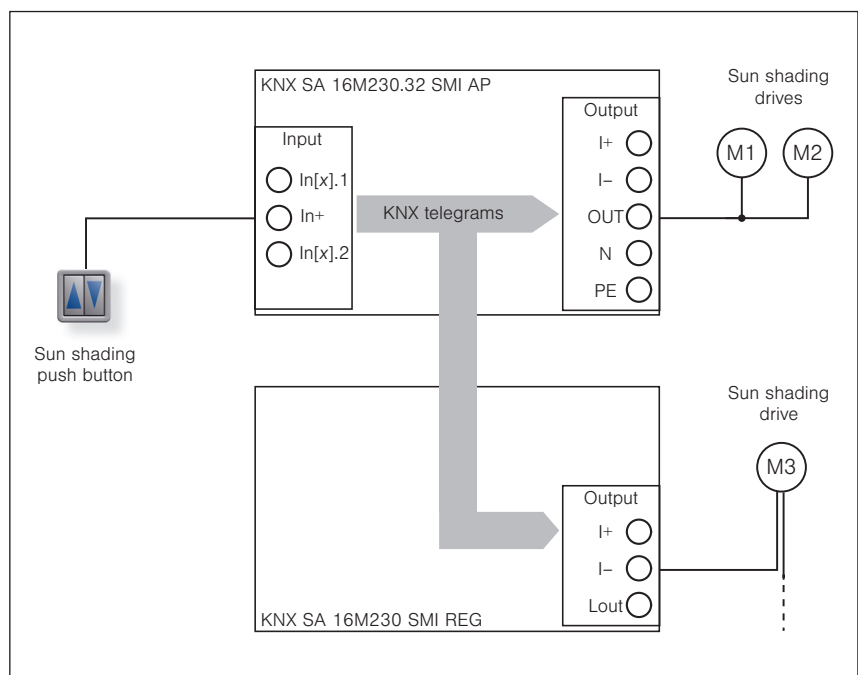 KNX SA 16M230.32 SMI AP
Input
In[x].1
In+
In[x].2
KNX telegrams
Output
I+
I−
OUT
N
PE
Sun shading
drives
M1
M2
Sun shading
push button
Sun shading
drive
M3
Output
I+
I−
Lout
KNX SA 16M230 SMI REG